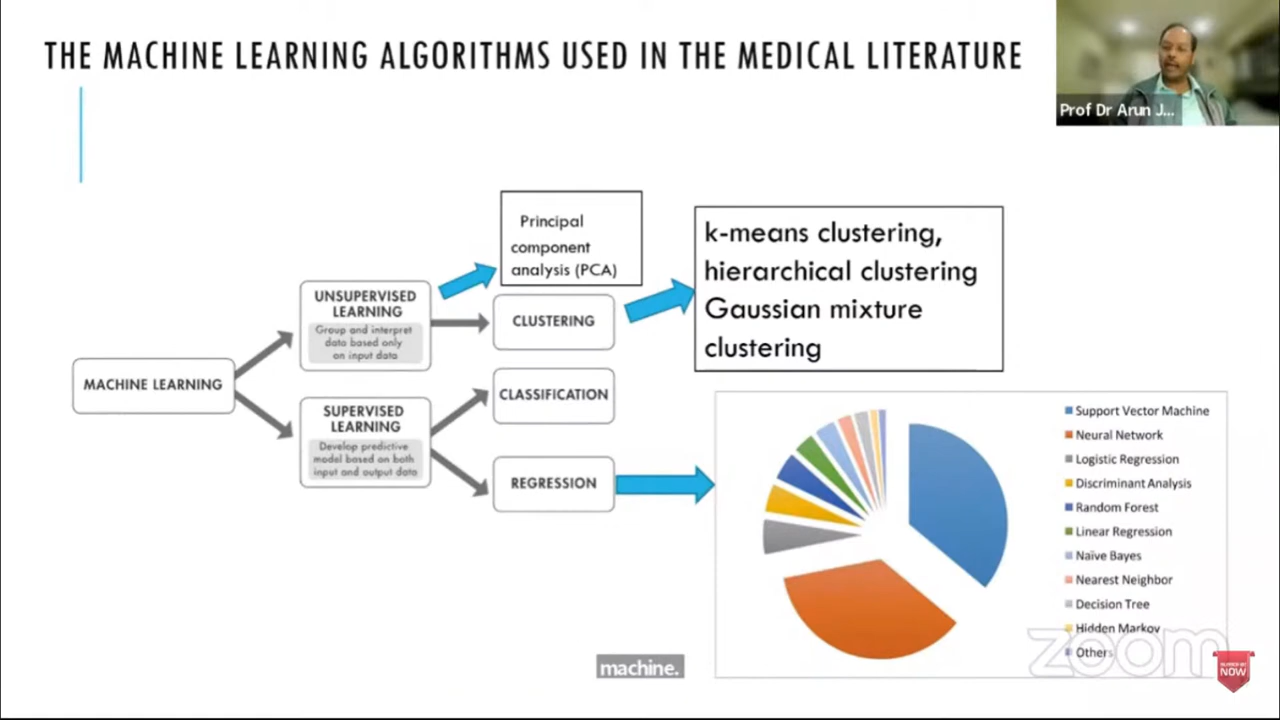 THE MACHINE LEARNING ALGORITHMS USED IN THE MEDICAL LITERATURE
Prof Dr Arun J...
Principal
component
analysis (PCA)
k-means clustering,
hierarchical clustering
Gaussian mixture
clustering
UNSUPERVISED
LEARNING
Group and interpret
data based only
on input data
CLUSTERING
MACHINE LEARNING
CLASSIFICATION
SUPERVISED
LEARNING
Develop predictive
model based on both
input and output data
REGRESSION
Support Vector Machine
Neural Network
Logistic Regression
Discriminant Analysis
Random Forest
Linear Regression
Naïve Bayes
Nearest Neighbor
Decision Tree
Hidden Markov
Others
zoom
machine.
NOW